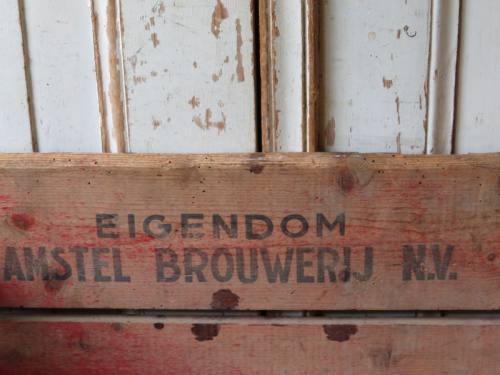 EIGENDOM
AMSTEL BROUWERIJ N.V.